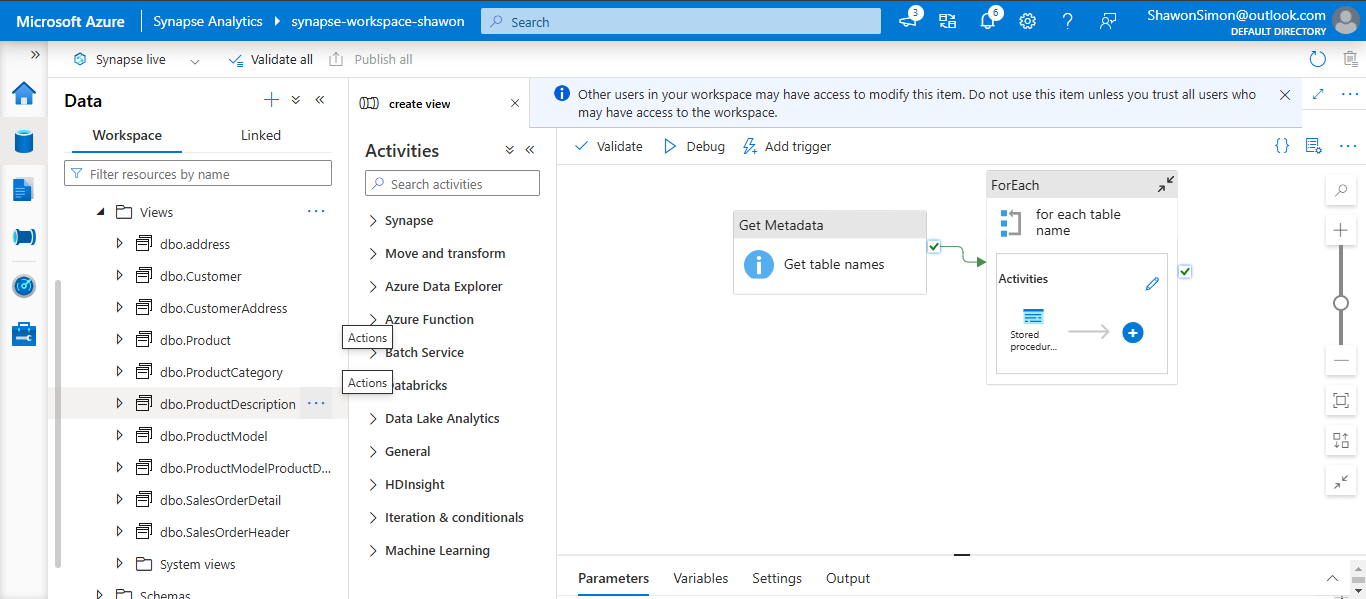 Microsoft Azure
Synapse Analytics
synapse-workspace-shawon
Search
3
6
ShawonSimon@outlook.com
DEFAULT DIRECTORY
Synapse live
Validate all
Publish all
Data
Workspace
Linked
Filter resources by name
Views
dbo.address
dbo.Customer
dbo.CustomerAddress
dbo.Product
dbo.ProductCategory
dbo.ProductDescription
dbo.ProductModel
dbo.ProductModelProductD...
dbo.SalesOrderDetail
dbo.SalesOrderHeader
System views
Schemas
Actions
Actions
create view
Activities
Search activities
Synapse
Move and transform
Azure Data Explorer
Azure Function
Batch Service
atabricks
Data Lake Analytics
General
HDInsight
Iteration & conditionals
Machine Learning
Other users in your workspace may have access to modify this item. Do not use this item unless you trust all users who
may have access to the workspace.
Validate
Debug
Add trigger
{}
Get Metadata
Get table names
ForEach
for each table
name
Activities
Stored
procedur...
Parameters
Variables
Settings
Output